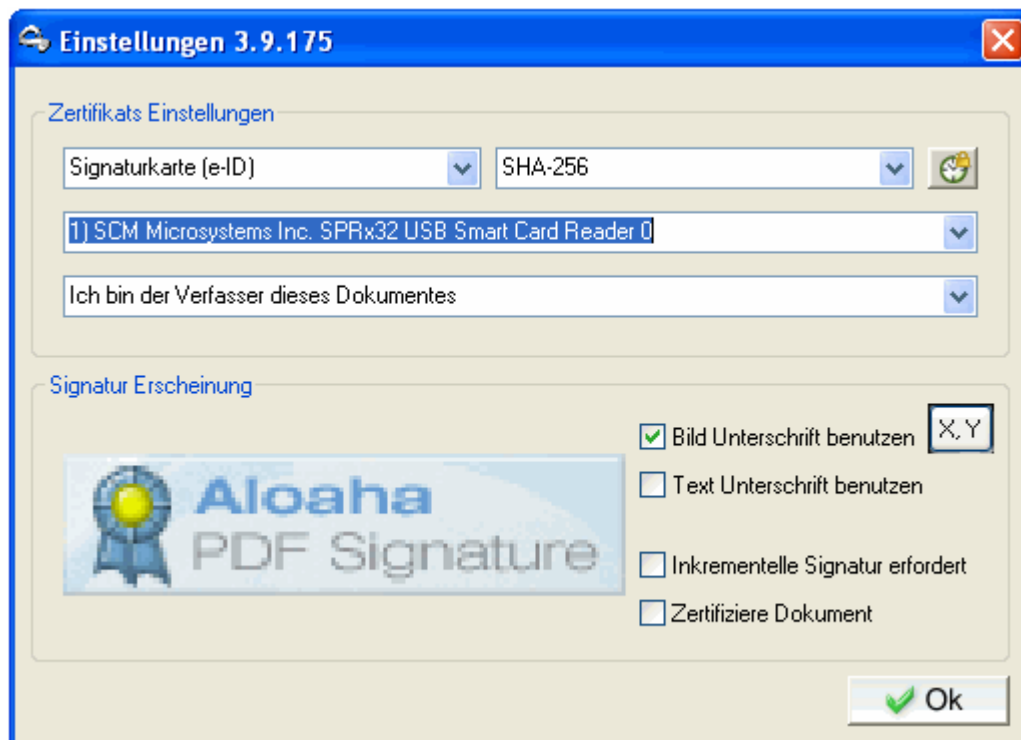 Einstellungen 3.9.175
Zertifikats Einstellungen
Signaturkarte (e-ID)
SHA-256
1) SCM Microsystems Inc. SPRx32 USB Smart Card Reader 0
Ich bin der Verfasser dieses Dokumentes
Signatur Erscheinung
Aloaha
PDF Signature
Bild Unterschrift benutzen
X,Y
Text Unterschrift benutzen
Inkrementelle Signatur erfordert
Zertifiziere Dokument
Ok